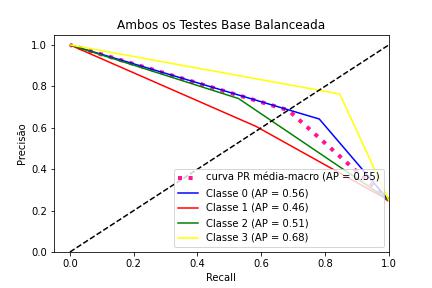 Ambos os Testes Base Balanceada
1.0
0.8
0.6
0.4
0.2
0.0
Precisão
curva PR média-macro (AP = 0.55)
Classe 0 (AP = 0.56)
Classe 1 (AP = 0.46)
Classe 2 (AP = 0.51)
Classe 3 (AP = 0.68)
0.0 0.2 0.4 0.6 0.8 1.0
Recall